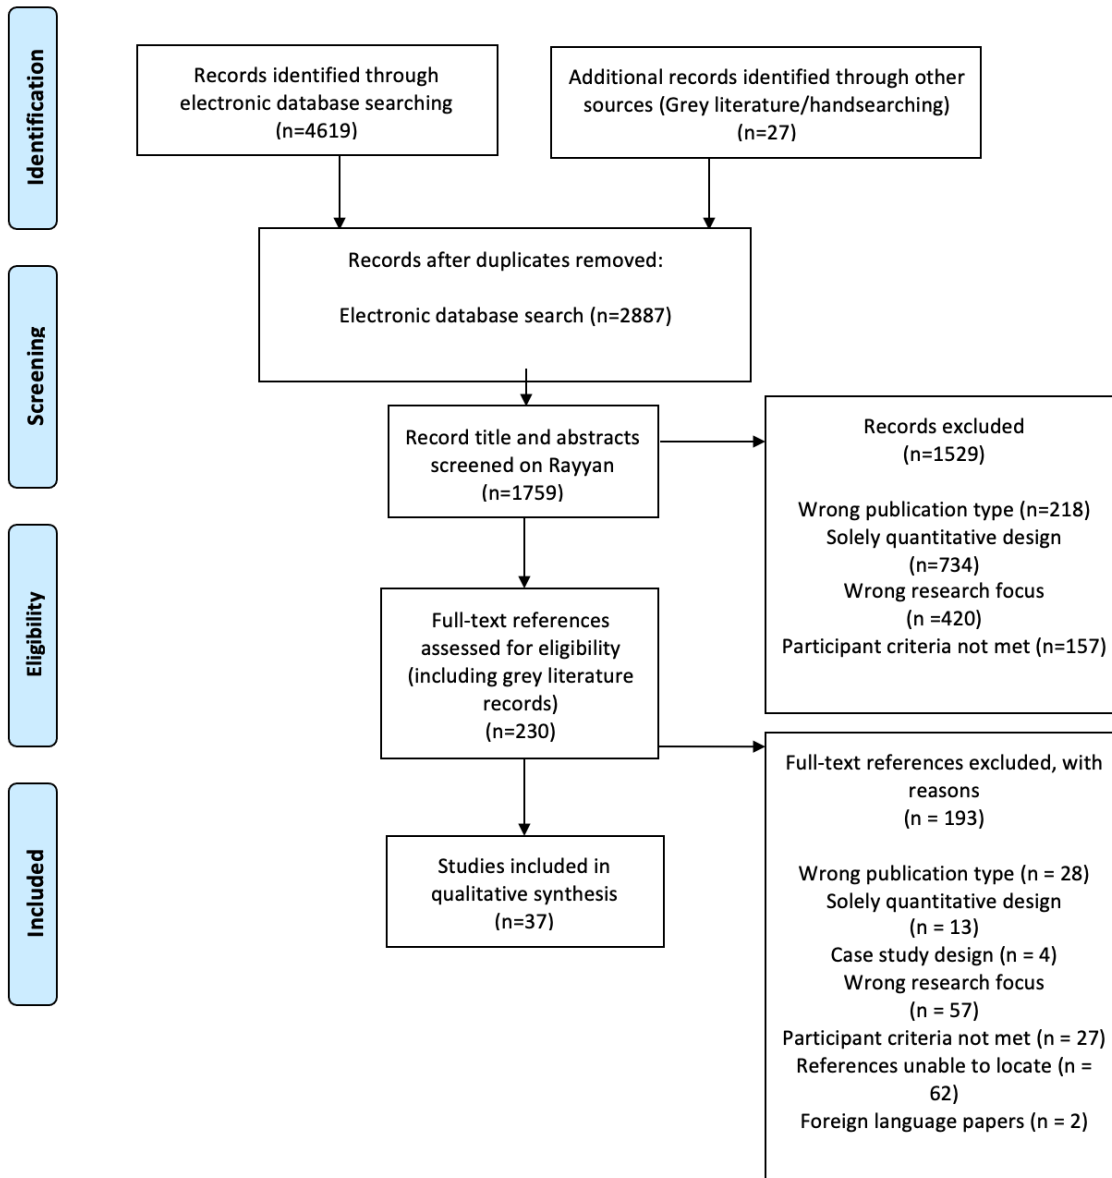 Identification
Records identified through
electronic database searching
(n=4619)
Additional records identified through other
sources (Grey literature/handsearching)
(n=27)
Records after duplicates removed:
Electronic database search (n=2887)
Screening
Record title and abstracts
screened on Rayyan
(n=1759)
Records excluded
(n=1529)
Wrong publication type (n=218)
Solely quantitative design
(n=734)
Wrong research focus
(n =420)
Participant criteria not met (n=157)
Eligibility
Full-text references
assessed for eligibility
(including grey literature
records)
(n=230)
Full-text references excluded, with
reasons
(n = 193)
Wrong publication type (n = 28)
Solely quantitative design
(n = 13)
Case study design (n = 4)
Wrong research focus
(n = 57)
Participant criteria not met (n = 27)
References unable to locate (n =
62)
Foreign language papers (n = 2)
Included
Studies included in
qualitative synthesis
(n=37)